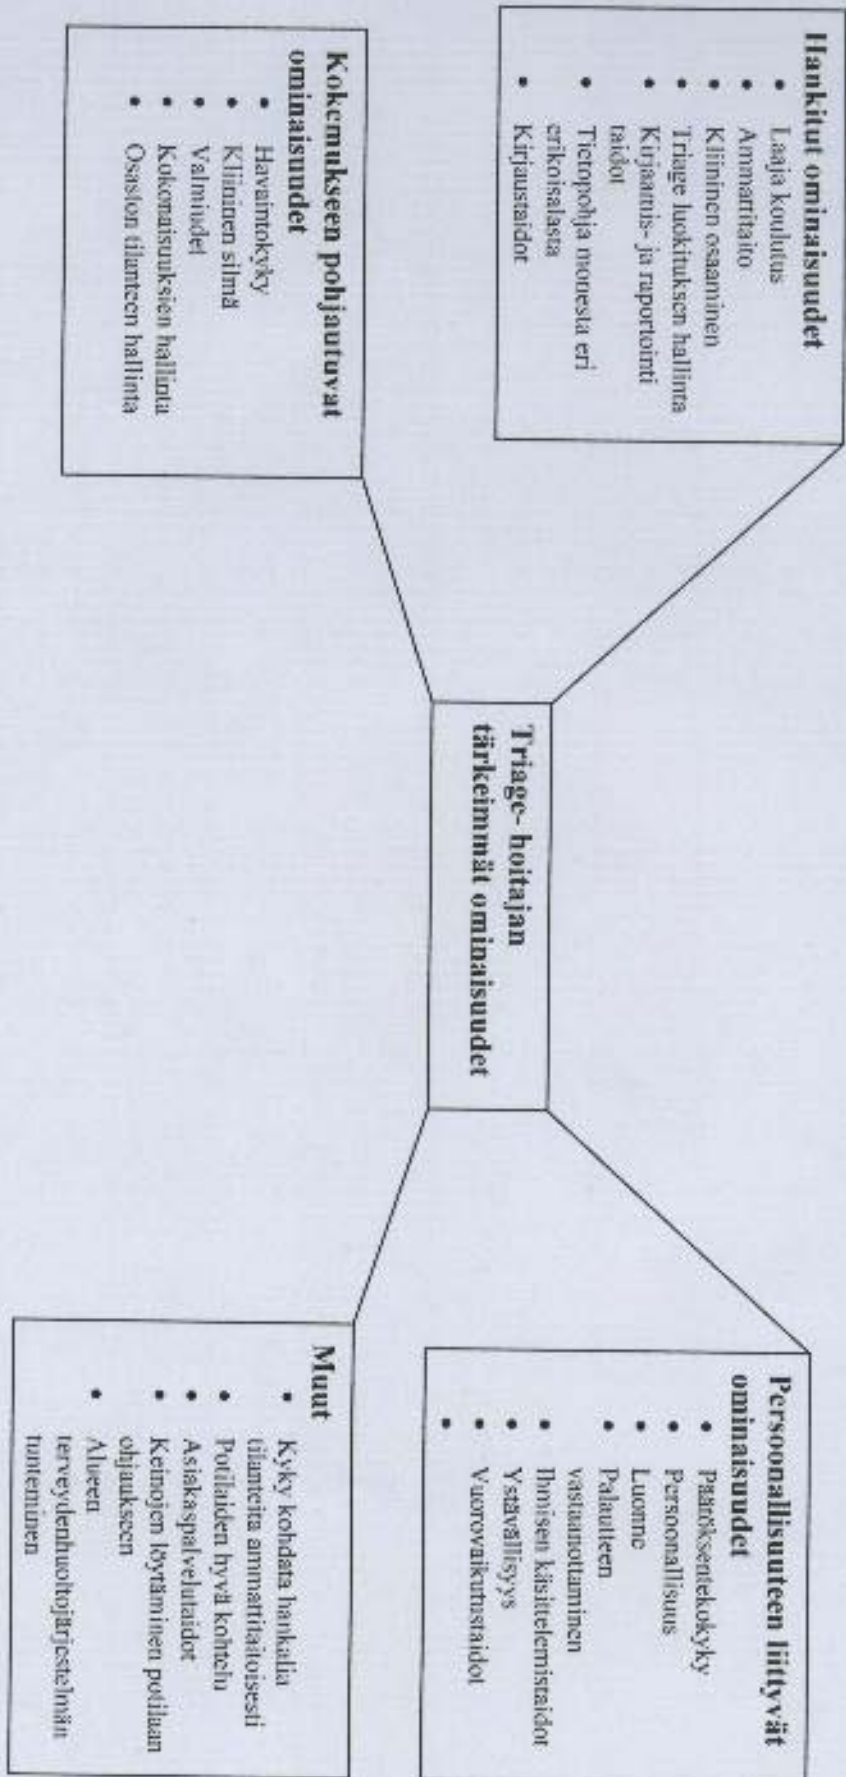 Hankitut ominaisuudet
• Laaja koulutus
• Ammattitaito
• Kliininen osaaminen
• Triage luokituksen hallinta
• Kirjaamis- ja raportointi
taidot
• Tietopohja monesta eri
erikoisalasta
• Kirjaustaidot
Persoonallisuuteen liittyvät
ominaisuudet
• Päätöksentekokyky
• Persoonallisuus
• Luonne
• Palautteen
vastaanottaminen
• Ihmisen käsittelemistaidot
• Ystävällisyys
• Vuorovaikutustaidot
•
Triage- hoitajan
tärkeimmät ominaisuudet
Kokemukseen pohjautuvat
ominaisuudet
• Havaintokyky
• Kliininen silmä
• Valmiudet
• Kokonaisuuksien hallinta
• Osaston tilanteen hallinta
Muut
• Kyky kohdata hankalia
tilanteita ammattitaitoisesti
• Potilaiden hyvä kohtelu
• Asiakaspalvelutaidot
• Keinojen löytäminen potilaan
ohjaukseen
• Alueen
terveydenhuoltojärjestelmän
tunteminen